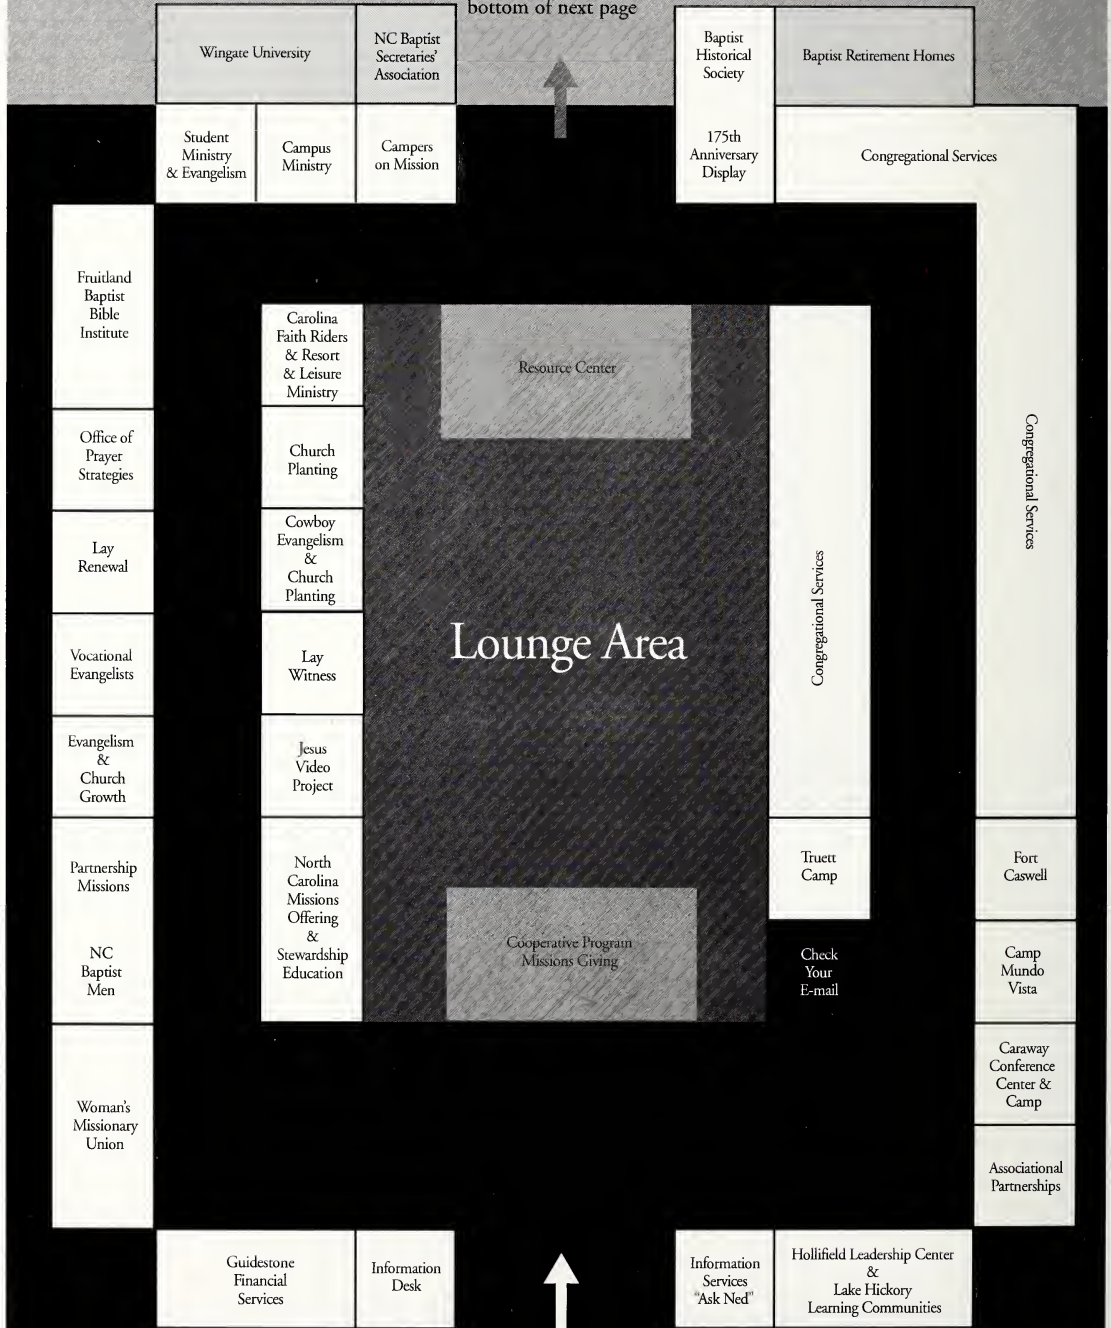 bottom of next page
Wingate University
NC Baptist
Secretaries'
Association
Baptist
Historical
Society
Baptist Retirement Homes
Student
Ministry
& Evangelism
Campus
Ministry
Campers
on Mission
175th
Anniversary
Display
Congregational Services
Fruitland
Baptist
Bible
Institute
Carolina
Faith Riders
& Resort
& Leisure
Ministry
Resource Center
Congregational Services
Congregational Services
Office of
Prayer
Strategies
Church
Planting
Lay
Renewal
Cowboy
Evangelism
&
Church
Planting
Lounge Area
Vocational
Evangelists
Lay
Witness
Evangelism
&
Church
Growth
Jesus
Video
Project
Partnership
Missions
NC
Baptist
Men
North
Carolina
Missions
Offering
&
Stewardship
Education
Cooperative Program
Missions Giving
Truett
Camp
Fort
Caswell
Check
Your
E-mail
Camp
Mundo
Vista
Caraway
Conference
Center &
Camp
Woman's
Missionary
Union
Associational
Partnerships
Guidestone
Financial
Services
Information
Desk
Information
Services
"Ask Ned"
Hollifield Leadership Center
&
Lake Hickory
Learning Communities